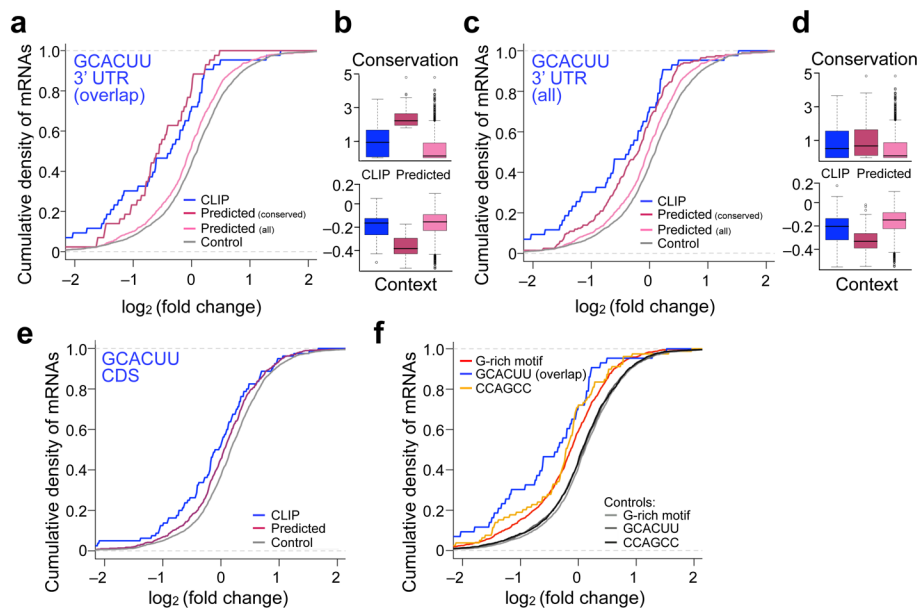 a
GCACUU
3' UTR
(overlap)
Cumulative density of mRNAs
1.0
0.8
0.6
0.4
0.2
0
CLIP
Predicted (conserved)
Predicted (all)
Control
−2
−1
0
1
2
log2 (fold change)
b
Conservation
5
3
1
CLIP
Predicted
0.2
0
−0.2
−0.4
Context
c
GCACUU
3' UTR
(all)
Cumulative density of mRNAs
1.0
0.8
0.6
0.4
0.2
0
CLIP
Predicted (conserved)
Predicted (all)
Control
−2
−1
0
1
2
log2 (fold change)
d
Conservation
5
3
1
CLIP
Predicted
0.2
0
−0.2
−0.4
Context
e
GCACUU
CDS
Cumulative density of mRNAs
1.0
0.8
0.6
0.4
0.2
0
CLIP
Predicted
Control
−2
−1
0
1
2
log2 (fold change)
f
Cumulative density of mRNAs
1.0
0.8
0.6
0.4
0.2
0
G-rich motif
GCACUU (overlap)
CCAGCC
Controls:
G-rich motif
GCACUU
CCAGCC
−2
−1
0
1
2
log2 (fold change)